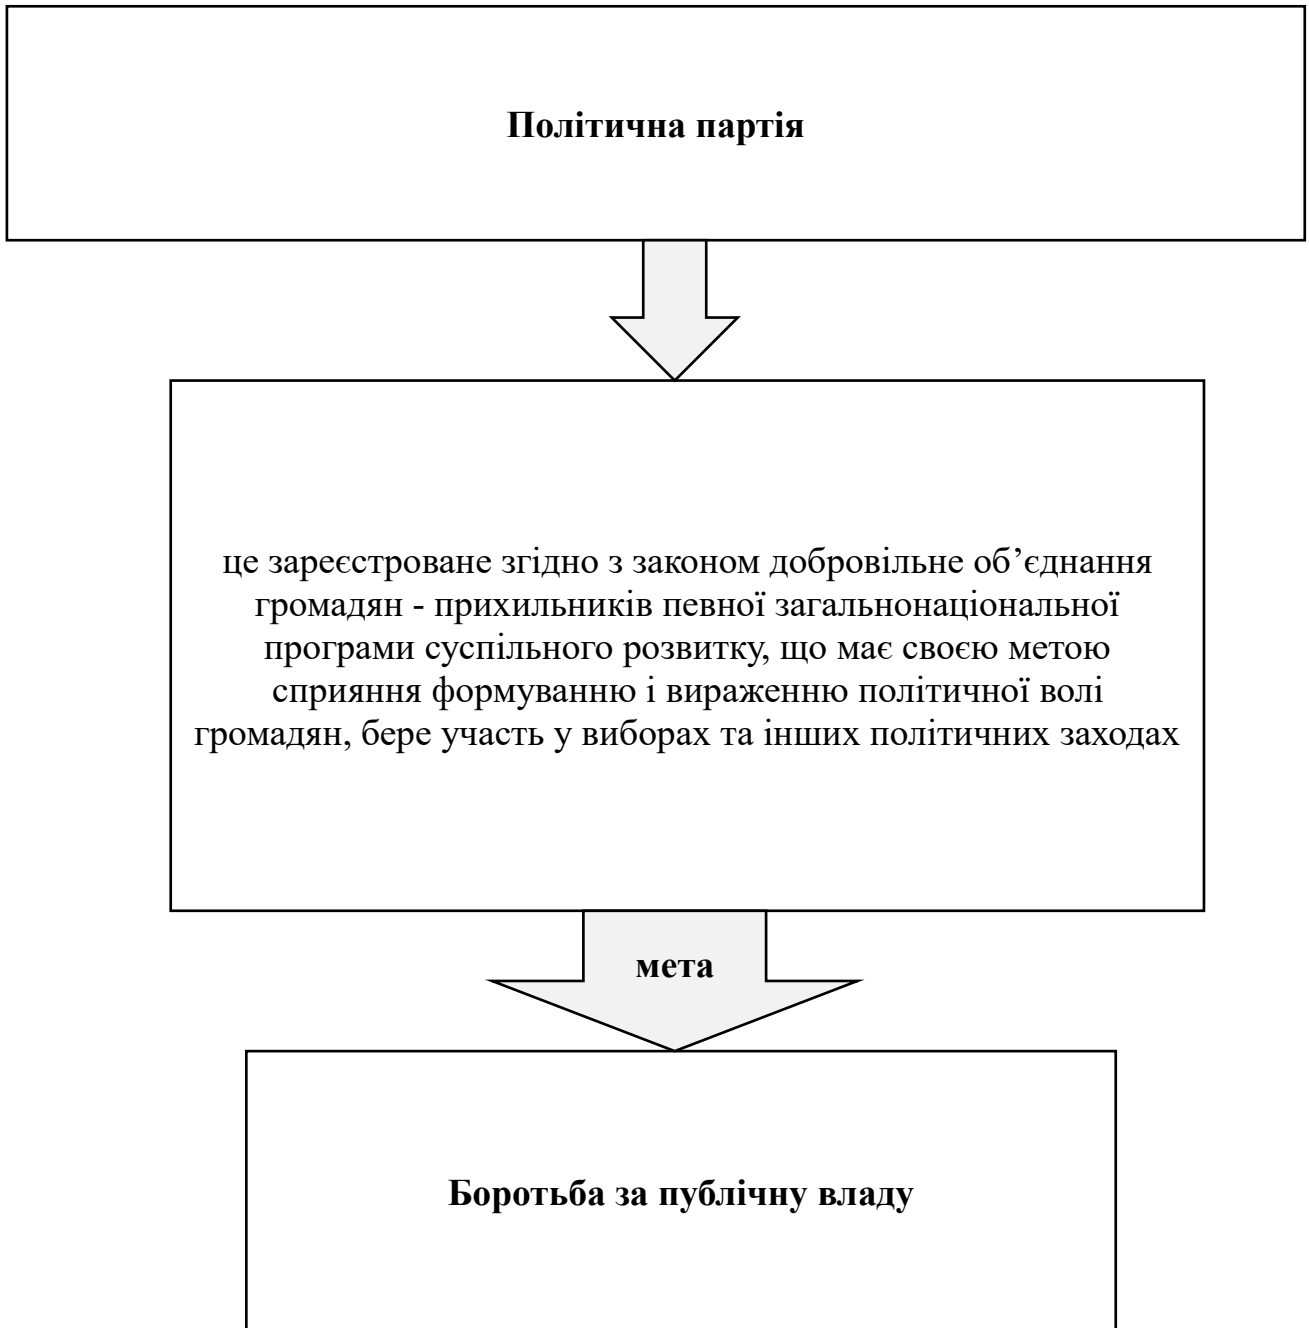 Політична партія
це зареєстроване згідно з законом добровільне об’єднання
громадян - прихильників певної загальнонаціональної
програми суспільного розвитку, що має своєю метою
сприяння формуванню і вираженню політичної волі
громадян, бере участь у виборах та інших політичних заходах
мета
Боротьба за публічну владу